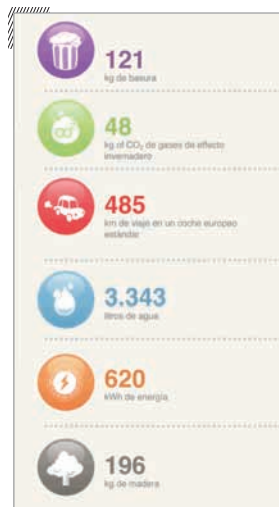 121
kg de basura
48
kg of CO₂ de gases de efecto
invernadero
485
km de viaje en un coche europeo
estándar
3.343
litros de agua
620
kWh de energía
196
kg de madera